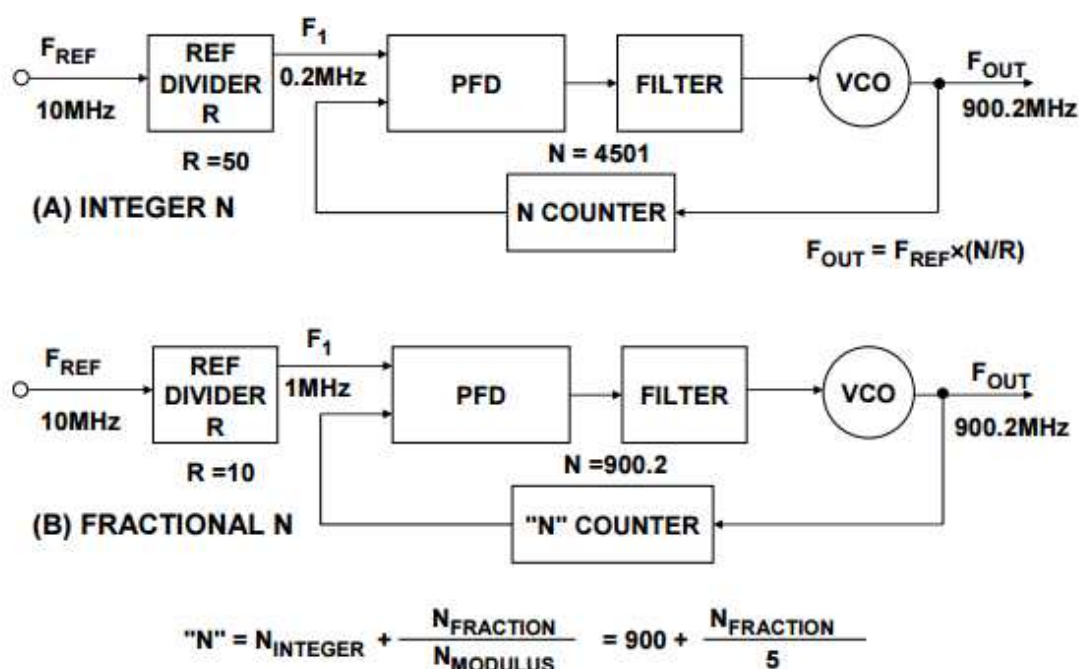 F_REF
10MHz
REF
DIVIDER
R
R =50
F_1
0.2MHz
PFD
FILTER
VCO
F_OUT
900.2MHz
N = 4501
N COUNTER
(A) INTEGER N
F_OUT = F_REF×(N/R)
F_REF
10MHz
REF
DIVIDER
R
R =10
F_1
1MHz
PFD
FILTER
VCO
F_OUT
900.2MHz
N =900.2
"N" COUNTER
(B) FRACTIONAL N
"N" = N_INTEGER + N_FRACTION / N_MODULUS = 900 + N_FRACTION / 5